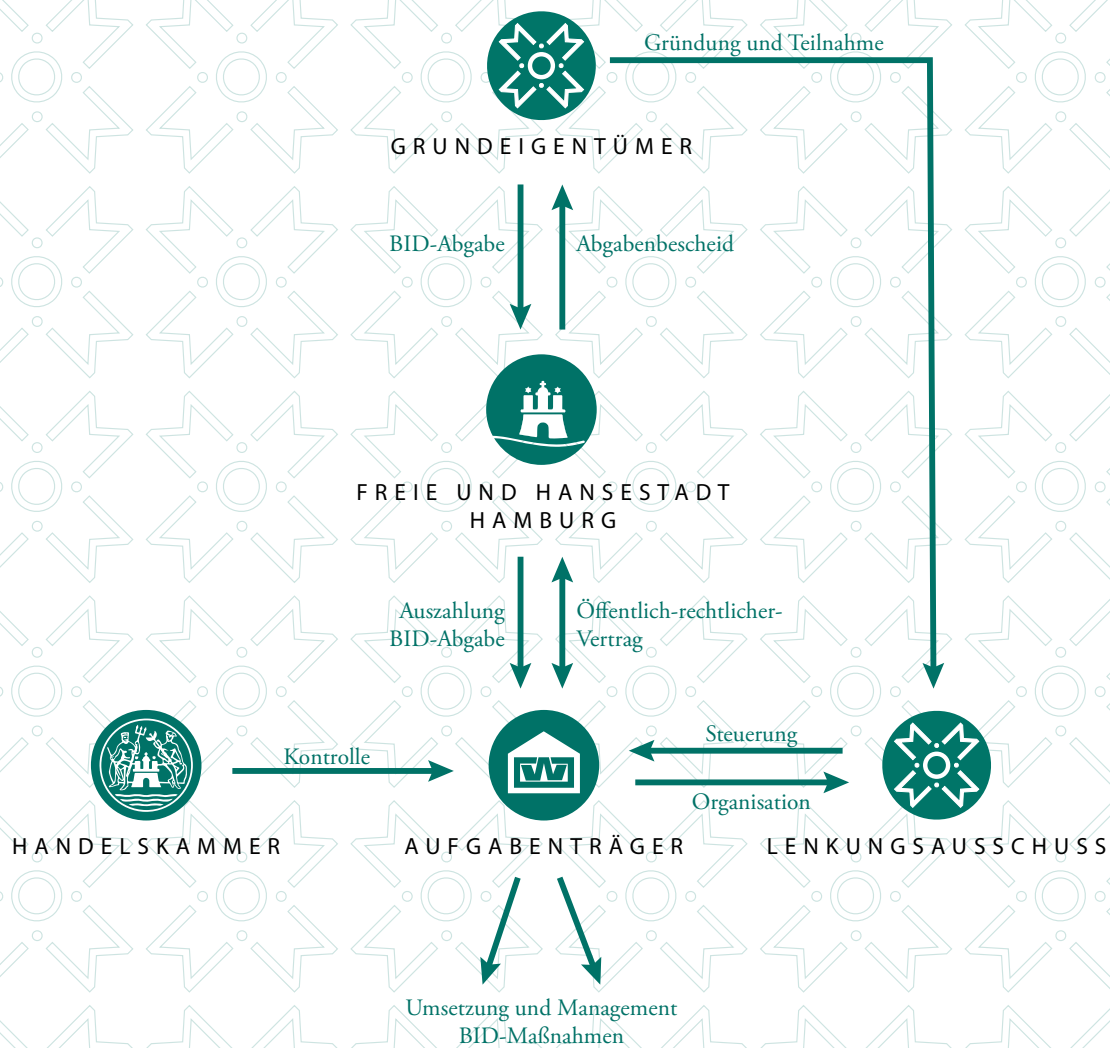 Gründung und Teilnahme
GRUNDEIGENTÜMER
BID-Abgabe
Abgabenbescheid
FREIE UND HANSESTADT
HAMBURG
Auszahlung
BID-Abgabe
Öffentlich-rechtlicher-
Vertrag
Kontrolle
Steuerung
Organisation
W
HANDELSKAMMER
AUFGABENTRÄGER
LENKUNGSAUSSCHUSS
Umsetzung und Management
BID-Maßnahmen